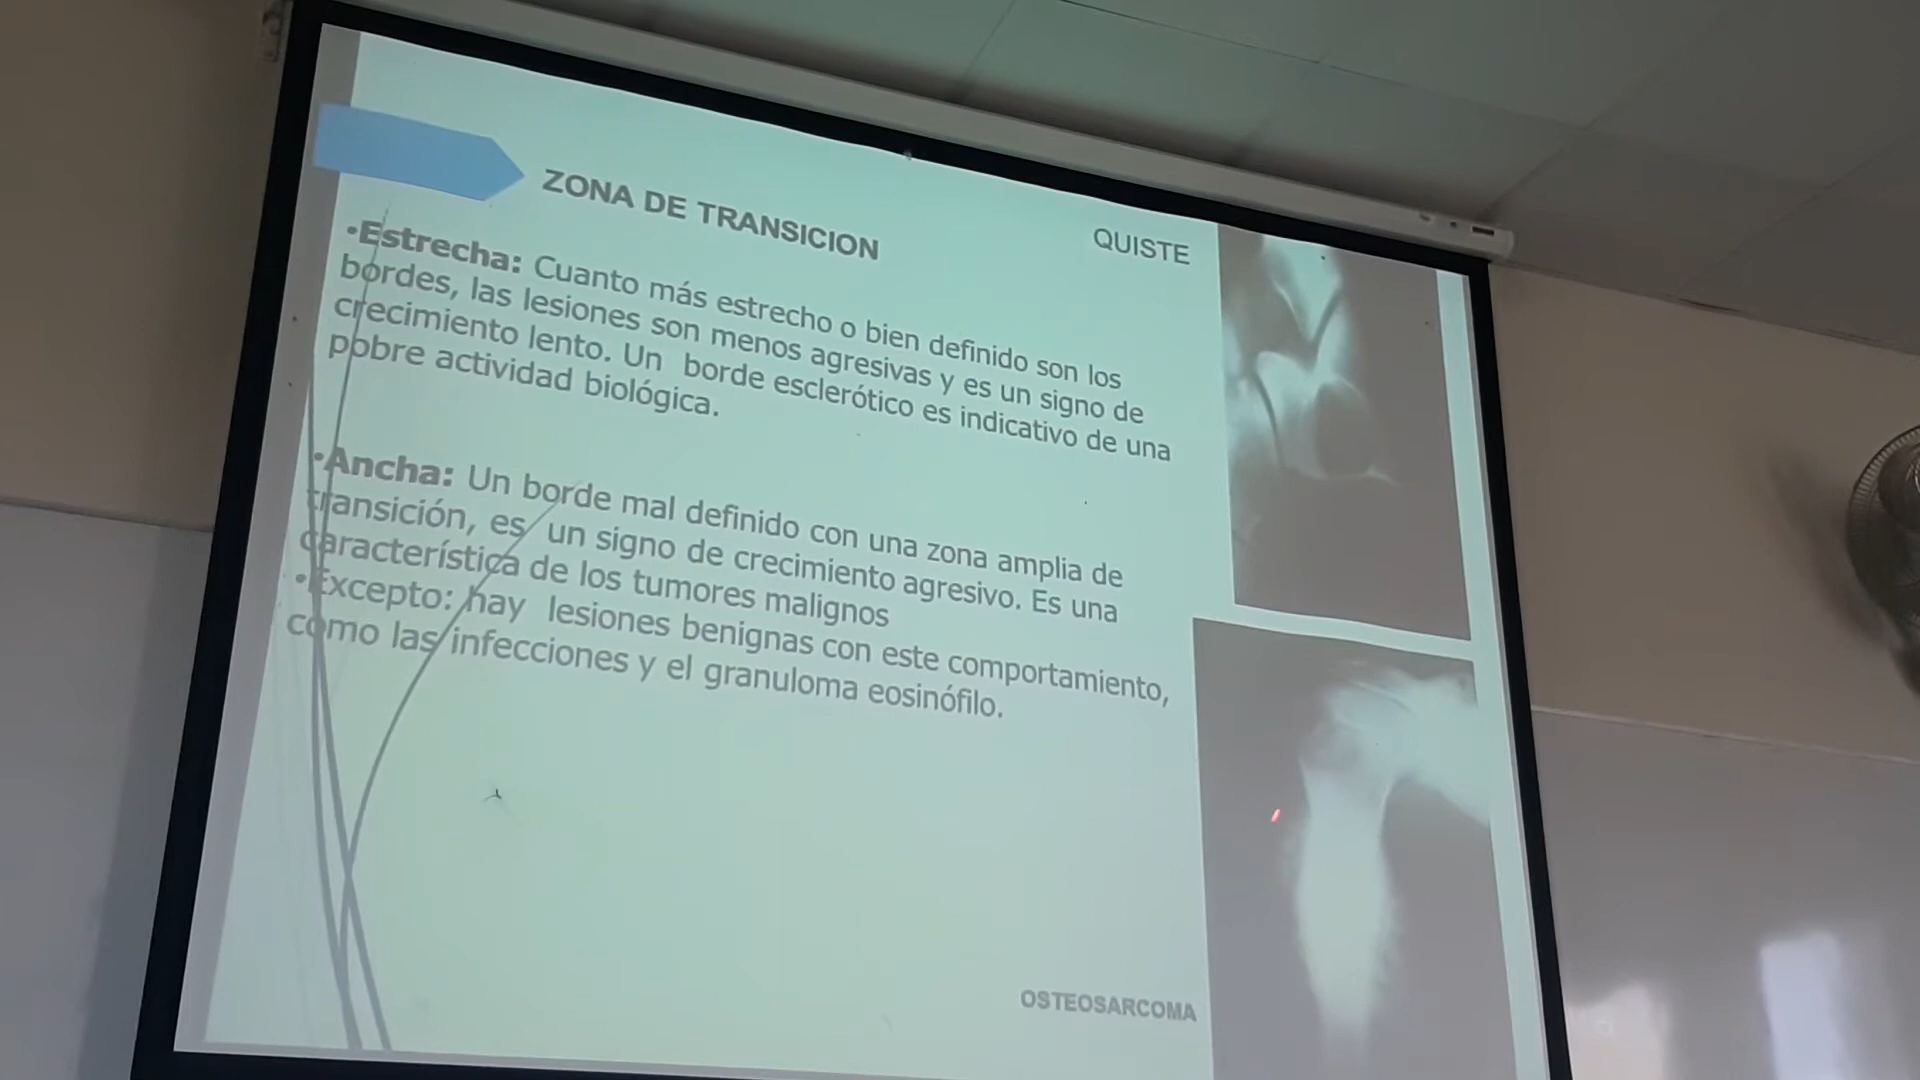 ZONA DE TRANSICION
QUISTE
•Estrecha: Cuanto más estrecho o bien definido son los
bordes, las lesiones son menos agresivas y es un signo de
crecimiento lento. Un borde esclerótico es indicativo de una
pobre actividad biológica.
•Ancha: Un borde mal definido con una zona amplia de
transición, es un signo de crecimiento agresivo. Es una
característica de los tumores malignos
•Excepto: hay lesiones benignas con este comportamiento,
como las infecciones y el granuloma eosinófilo.
OSTEOSARCOMA